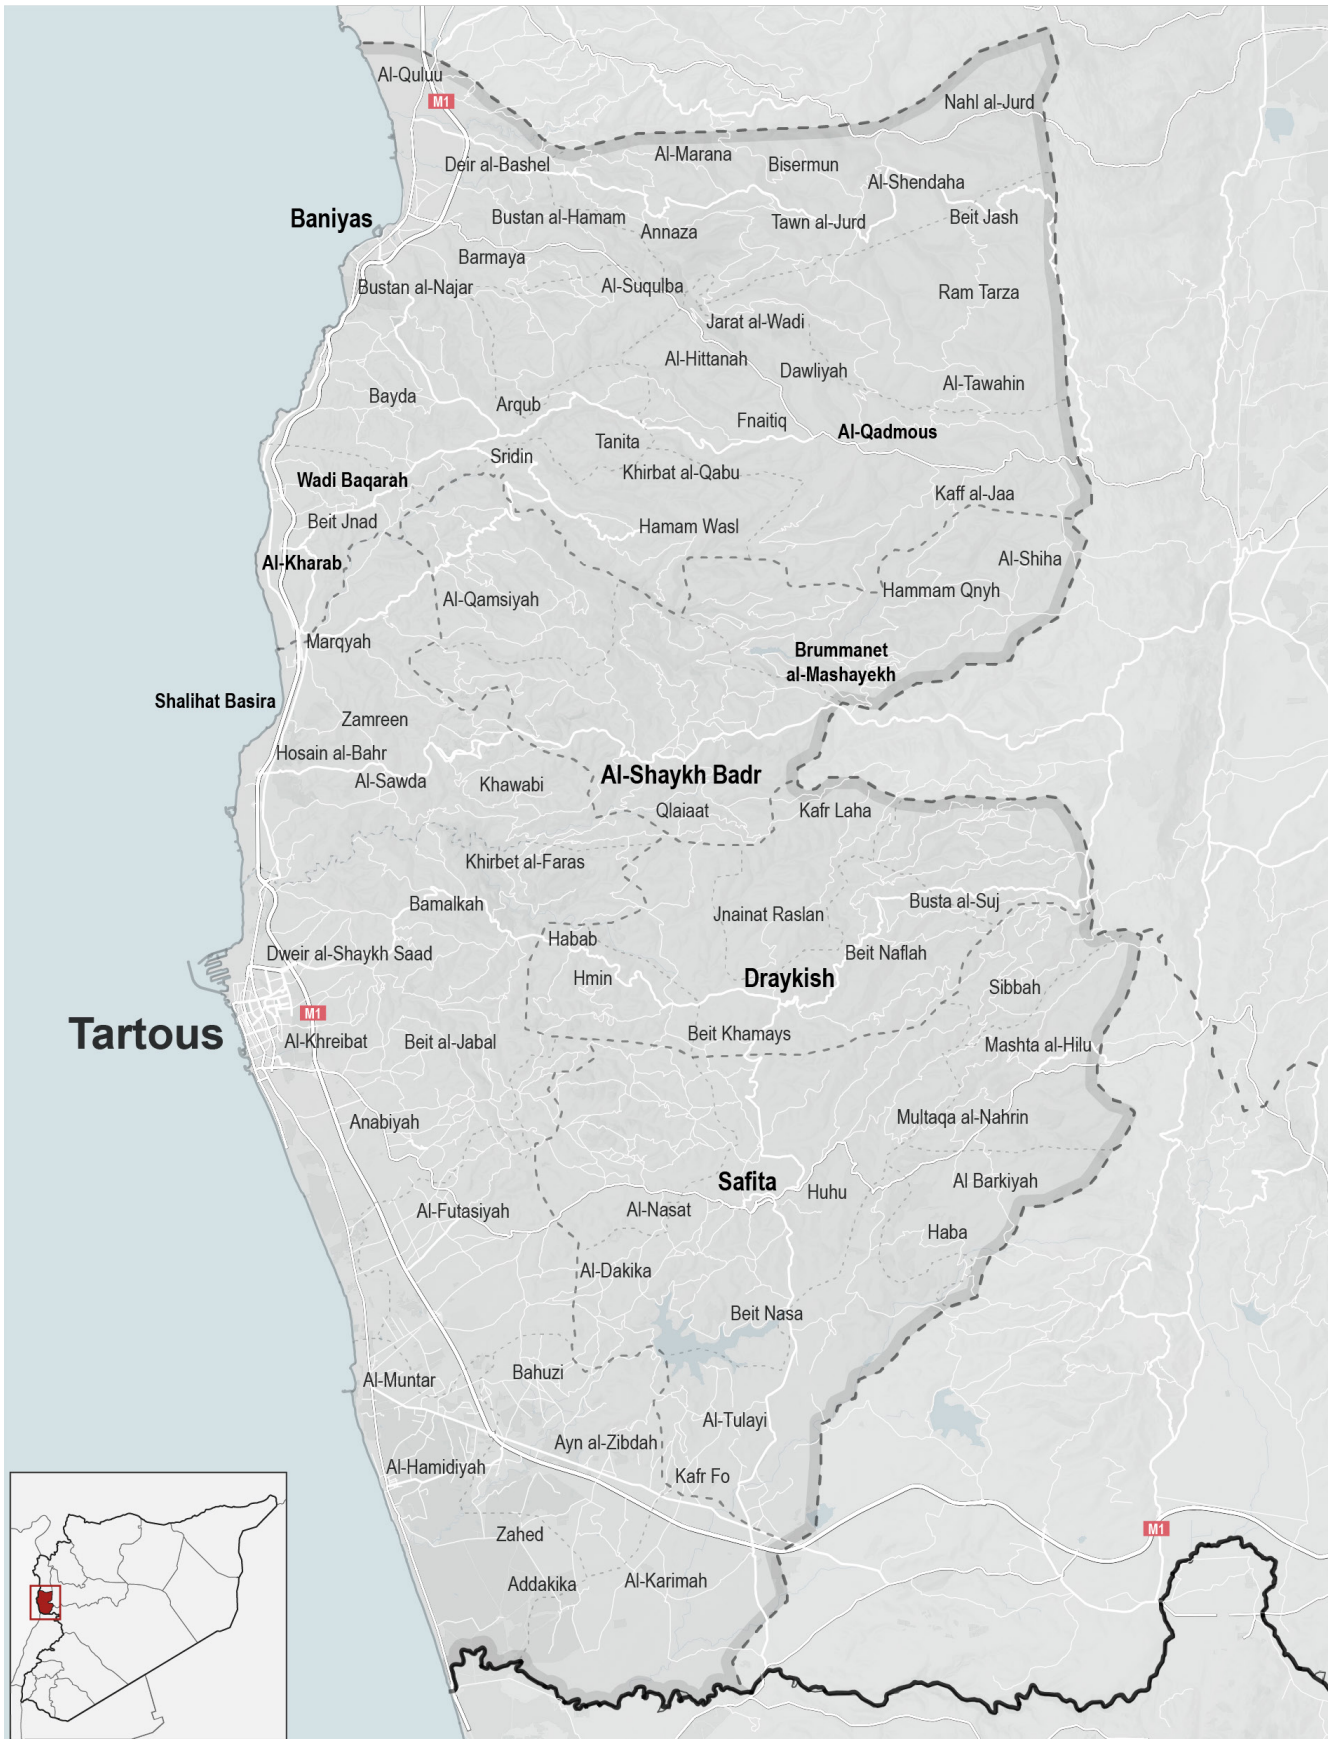 Al-Quluu
M1
Nahl al-Jurd
Al-Marana
Deir al-Bashel
Bisermun
Al-Shendaha
Baniyas
Bustan al-Hamam
Annaza
Tawn al-Jurd
Beit Jash
Barmaya
Bustan al-Najar
Al-Suqulba
Ram Tarza
Jarat al-Wadi
Al-Hittanah
Dawliyah
Al-Tawahin
Bayda
Arqub
Fnaitiq
Al-Qadmous
Tanita
Sridin
Khirbat al-Qabu
Wadi Baqarah
Kaff al-Jaa
Beit Jnad
Hamam Wasl
Al-Kharab
Al-Shiha
Hammam Qnyh
Al-Qamsiyah
Marqyah
Brummanet
al-Mashayekh
Shalihat Basira
Zamreen
Hosain al-Bahr
Al-Sawda
Khawabi
Al-Shaykh Badr
Qlaiaat
Kafr Laha
Khirbet al-Faras
Bamalkah
Jnainat Raslan
Busta al-Suj
Habab
Dweir al-Shaykh Saad
Beit Naflah
Hmin
Draykish
Sibbah
M1
Tartous
Al-Khreibat
Beit al-Jabal
Beit Khamays
Mashta al-Hilu
Anabiyah
Multaqa al-Nahrin
Safita
Huhu
Al Barkiyah
Al-Futasiyah
Al-Nasat
Haba
Al-Dakika
Beit Nasa
Al-Muntar
Bahuzi
Al-Tulayi
Ayn al-Zibdah
Al-Hamidiyah
Kafr Fo
Zahed
M1
Addakika
Al-Karimah